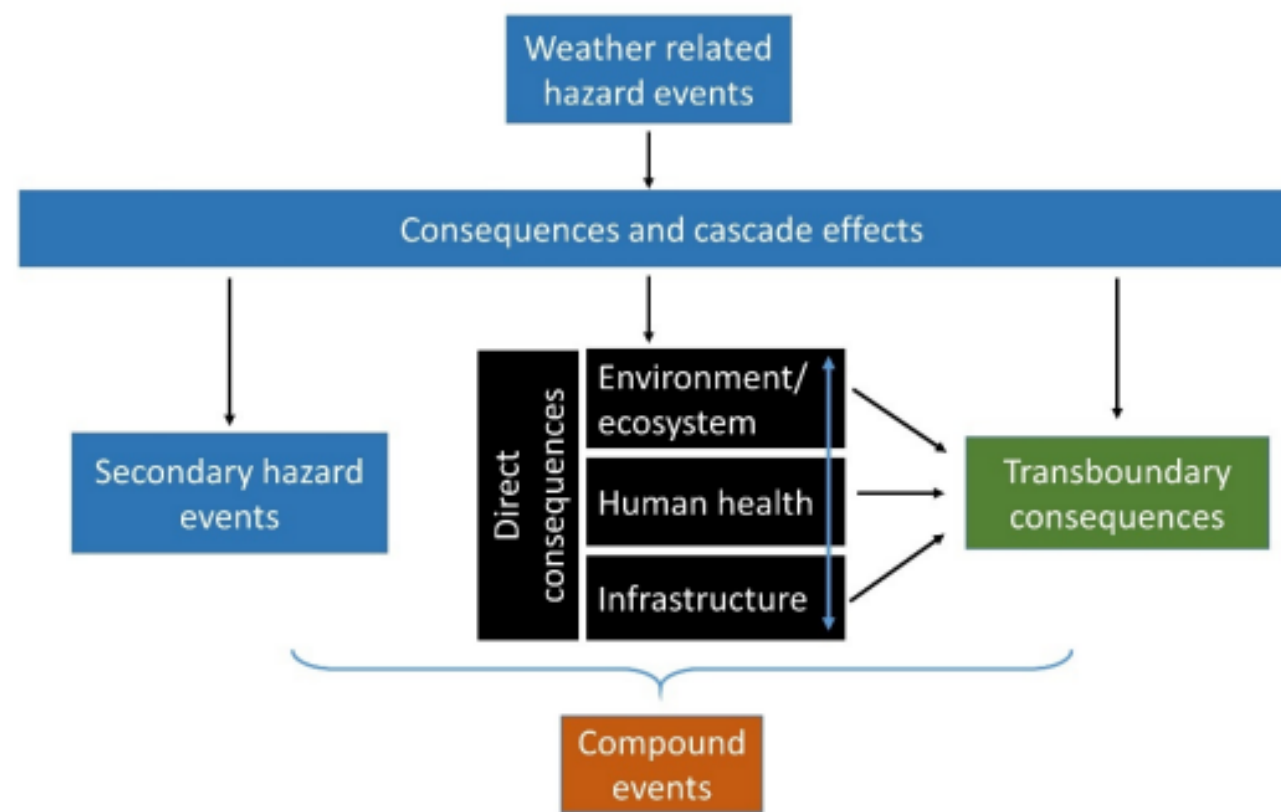 Weather related
hazard events
Consequences and cascade effects
Secondary hazard
events
Direct
consequences
Environment/
ecosystem
Human health
Infrastructure
Transboundary
consequences
Compound
events